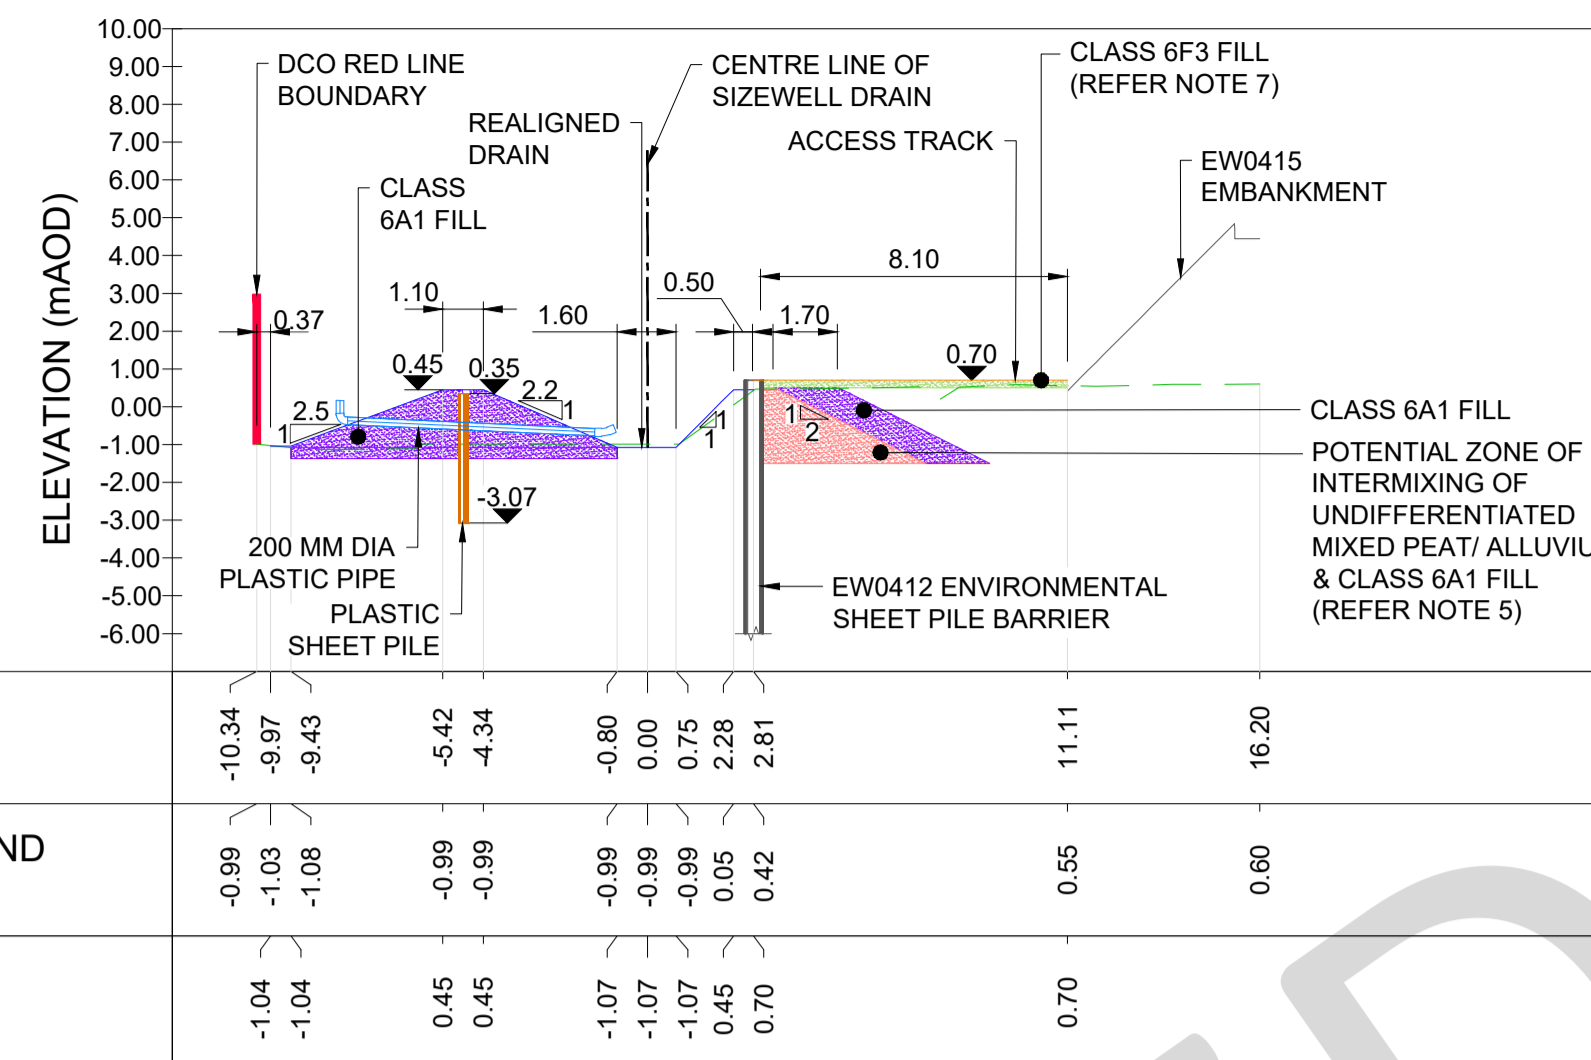 10.00
9.00
8.00
7.00
6.00
5.00
4.00
3.00
2.00
1.00
0.00
-1.00
-2.00
-3.00
-4.00
-5.00
-6.00
ELEVATION (mAOD)
DCO RED LINE
BOUNDARY
CENTRE LINE OF
SIZEWELL DRAIN
CLASS 6F3 FILL
(REFER NOTE 7)
REALIGNED
DRAIN
ACCESS TRACK
EW0415
EMBANKMENT
CLASS
6A1 FILL
8.10
0.50
1.10
0.37
1.60
1.70
0.45
0.35
0.70
2.2
1
2.5
1
1
1
1
2
CLASS 6A1 FILL
POTENTIAL ZONE OF
INTERMIXING OF
UNDIFFERENTIATED
MIXED PEAT/ ALLUVIU
& CLASS 6A1 FILL
(REFER NOTE 5)
-3.07
200 MM DIA
PLASTIC PIPE
PLASTIC
SHEET PILE
EW0412 ENVIRONMENTAL
SHEET PILE BARRIER
-10.34
-9.97
-9.43
-5.42
-4.34
-0.80
0.00
0.75
2.28
2.81
11.11
16.20
ND
-0.99
-1.03
-1.08
-0.99
-0.99
-0.99
-0.99
-0.99
0.05
0.42
0.55
0.60
-1.04
-1.04
0.45
0.45
-1.07
-1.07
-1.07
0.45
0.70
0.70